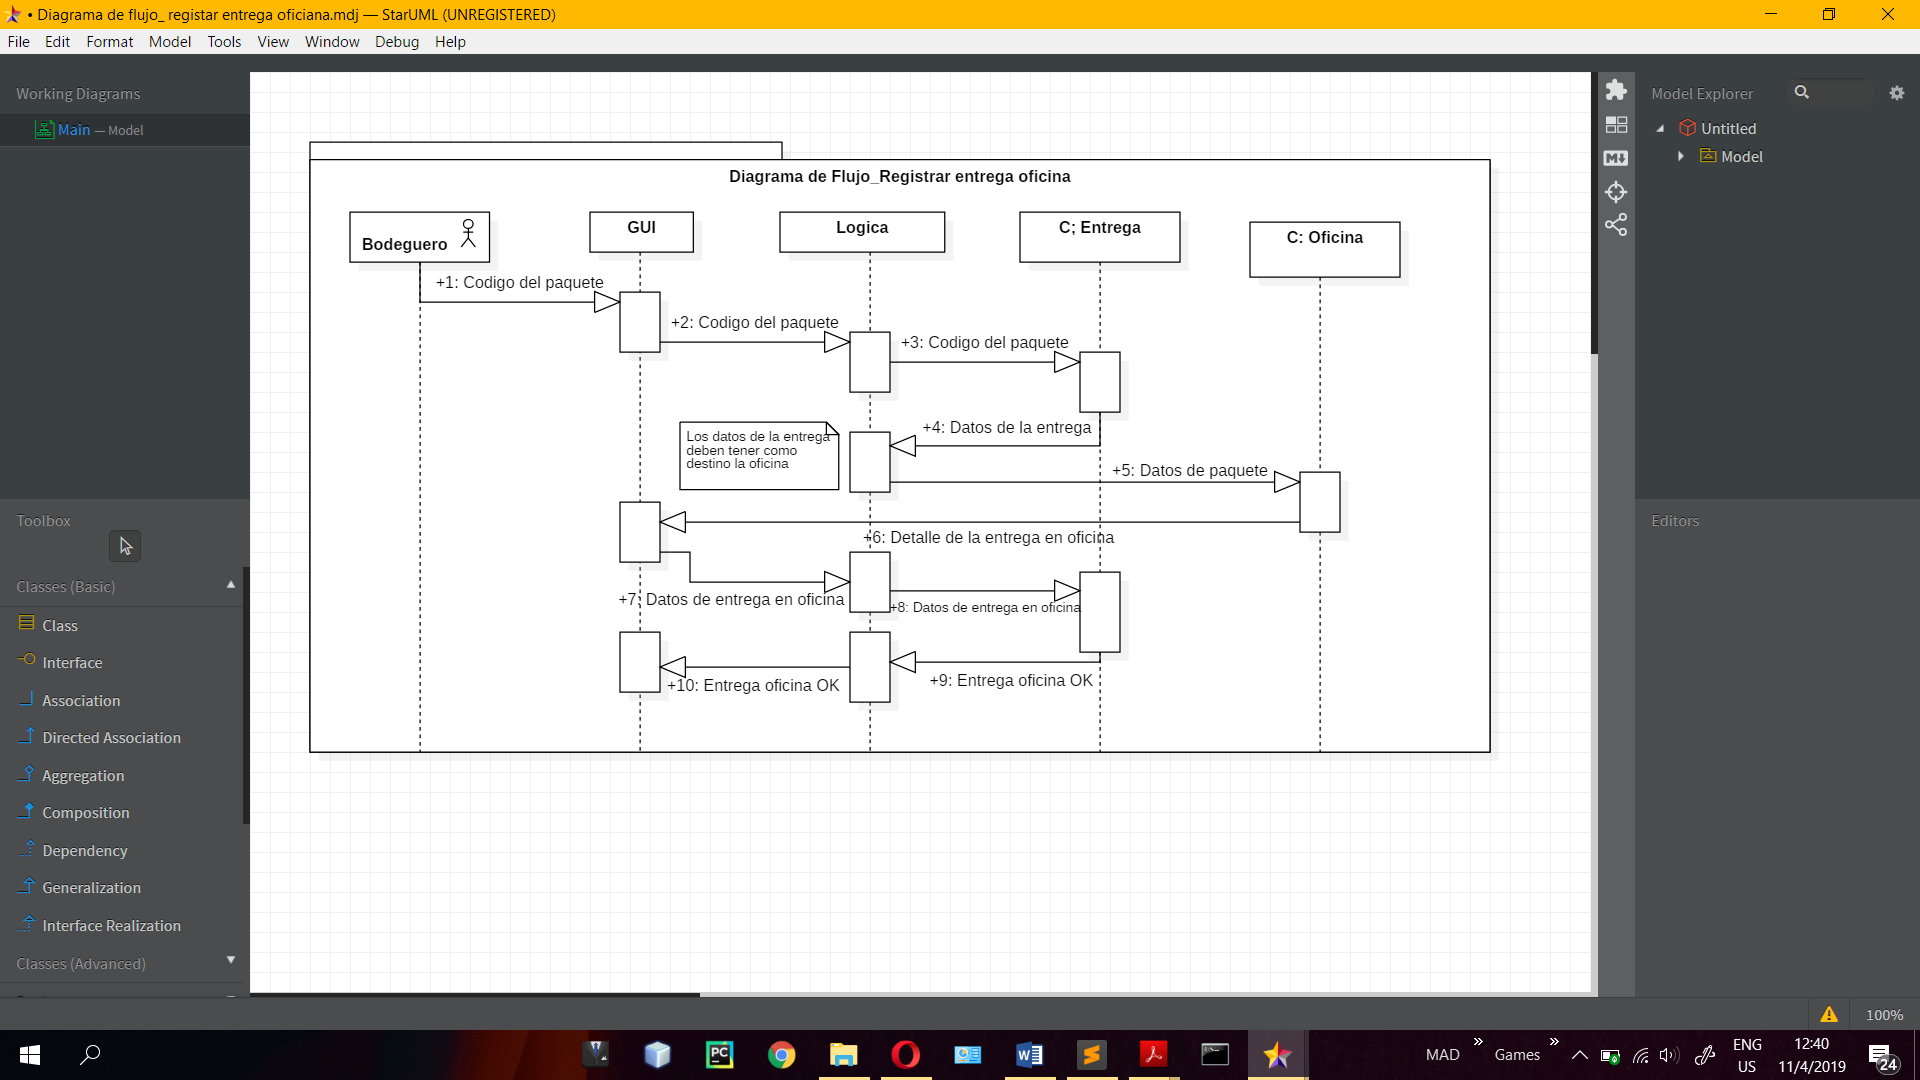 • Diagrama de flujo_ registar entrega oficiana.mdj — StarUML (UNREGISTERED)
File Edit Format Model Tools View Window Debug Help
Working Diagrams
Main — Model
Toolbox
Classes (Basic)
Class
Interface
Association
Directed Association
Aggregation
Composition
Dependency
Generalization
Interface Realization
Classes (Advanced)
Diagrama de Flujo_Registrar entrega oficina
Bodeguero
GUI
Logica
C; Entrega
C: Oficina
+1: Codigo del paquete
+2: Codigo del paquete
+3: Codigo del paquete
+4: Datos de la entrega
Los datos de la entrega
deben tener como
destino la oficina
+5: Datos de paquete
+6: Detalle de la entrega en oficina
+7: Datos de entrega en oficina
+8: Datos de entrega en oficina
+9: Entrega oficina OK
+10: Entrega oficina OK
M↓
Model Explorer
Untitled
Model
Editors
100%
PC
W
MAD » Games »
ENG
US
12:40
11/4/2019
24